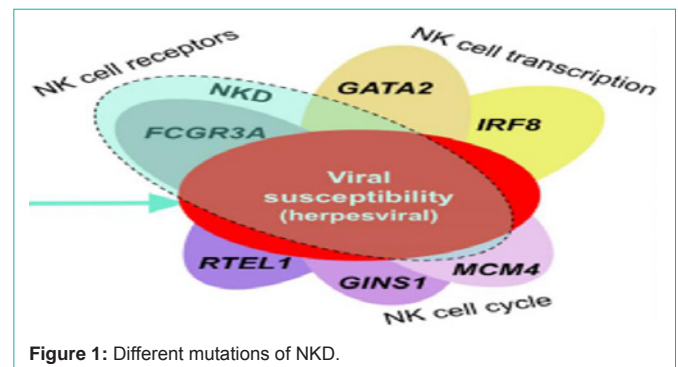 NK cell receptors
NK cell transcription
NKD
GATA2
FCGR3A
IRF8
Viral
susceptibility
(herpesviral)
RTEL1
GINS1
MCM4
NK cell cycle
Figure 1: Different mutations of NKD.